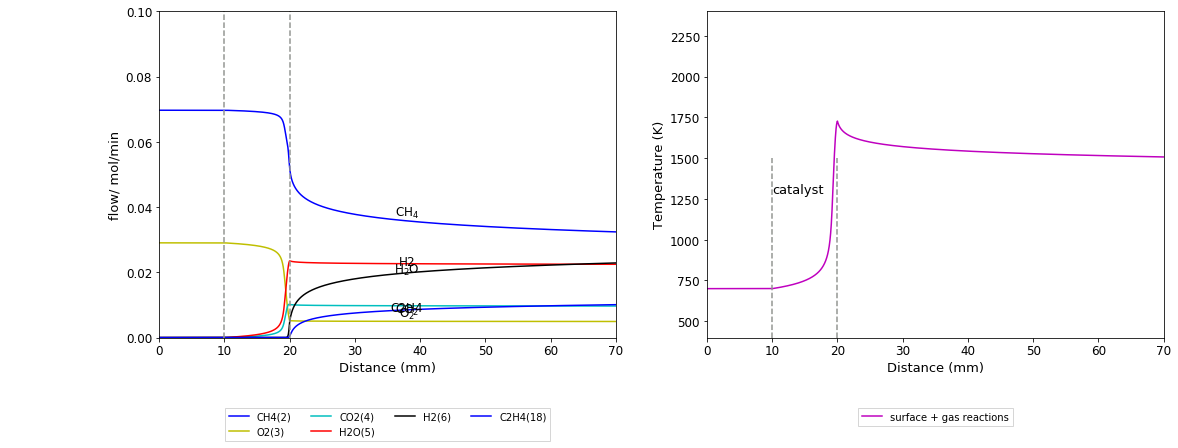 0.10
0.08
0.06
0.04
0.02
0.00
flow/ mol/min
CH₄
H2
H₂O
O₂
0 10 20 30 40 50 60 70
Distance (mm)
CH4(2) CO2(4) H2(6) C2H4(18)
O2(3) H2O(5)
2250
2000
1750
1500
1250
1000
750
500
Temperature (K)
catalyst
0 10 20 30 40 50 60 70
Distance (mm)
surface + gas reactions